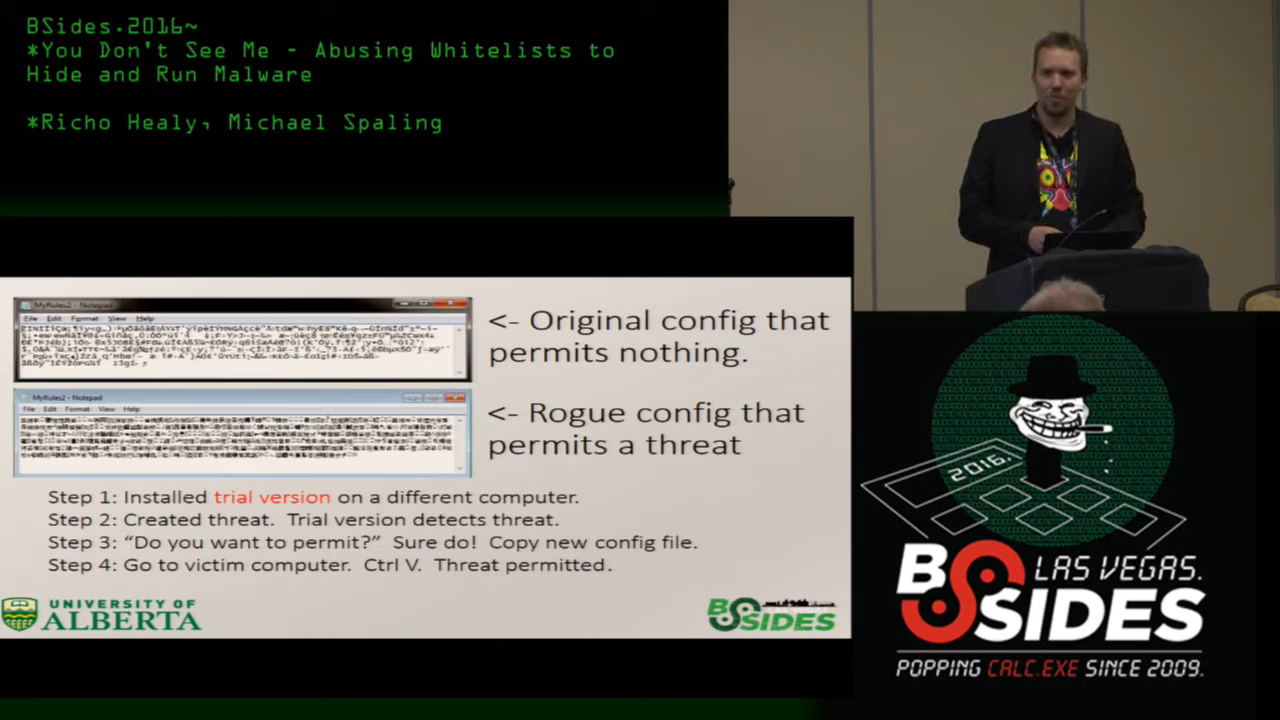 BSides.2016~
*You Don't See Me - Abusing Whitelists to
Hide and Run Malware
*Richo Healy, Michael Spaling
MyRules2 - Notepad
File Edit Format View Help
<- Original config that
permits nothing.
MyRules2 - Notepad
File Edit Format View Help
<- Rogue config that
permits a threat
Step 1: Installed trial version on a different computer.
Step 2: Created threat. Trial version detects threat.
Step 3: “Do you want to permit?” Sure do! Copy new config file.
Step 4: Go to victim computer. Ctrl V. Threat permitted.
UNIVERSITY OF
ALBERTA
BSIDES
2016.
BSIDES
LAS VEGAS.
POPPING CALC.EXE SINCE 2009.